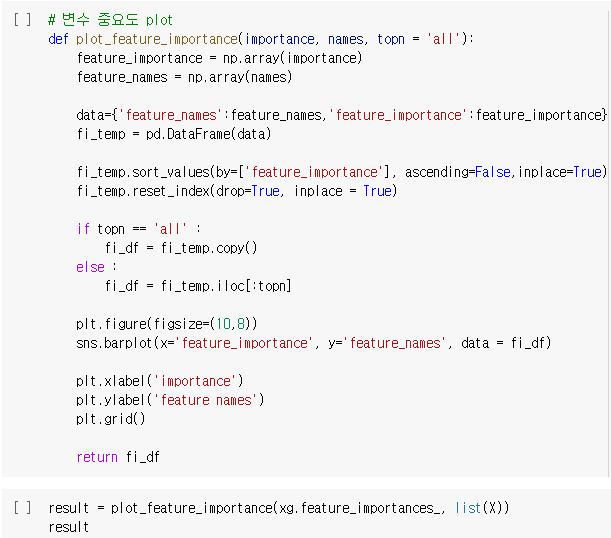 [ ] # 변수 중요도 plot
def plot_feature_importance(importance, names, topn = 'all'):
    feature_importance = np.array(importance)
    feature_names = np.array(names)

    data={'feature_names':feature_names,'feature_importance':feature_importance}
    fi_temp = pd.DataFrame(data)

    fi_temp.sort_values(by=['feature_importance'], ascending=False,inplace=True)
    fi_temp.reset_index(drop=True, inplace = True)

    if topn == 'all' :
        fi_df = fi_temp.copy()
    else :
        fi_df = fi_temp.iloc[:topn]

    plt.figure(figsize=(10,8))
    sns.barplot(x='feature_importance', y='feature_names', data = fi_df)

    plt.xlabel('importance')
    plt.ylabel('feature names')
    plt.grid()

    return fi_df

[ ] result = plot_feature_importance(xg.feature_importances_, list(X))
result